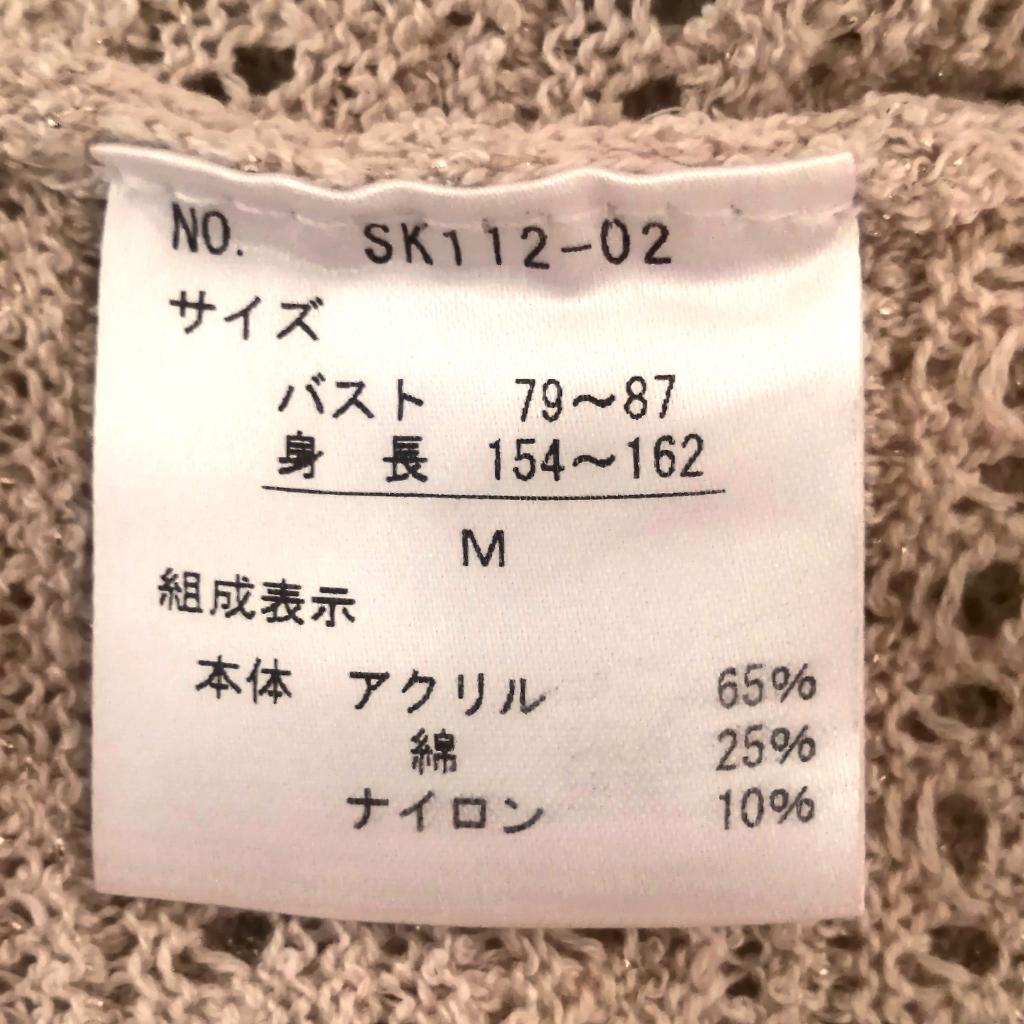 NO. SK112-02
サイズ
バスト 79～87
身長 154～162
M
組成表示
本体 アクリル 65%
綿 25%
ナイロン 10%